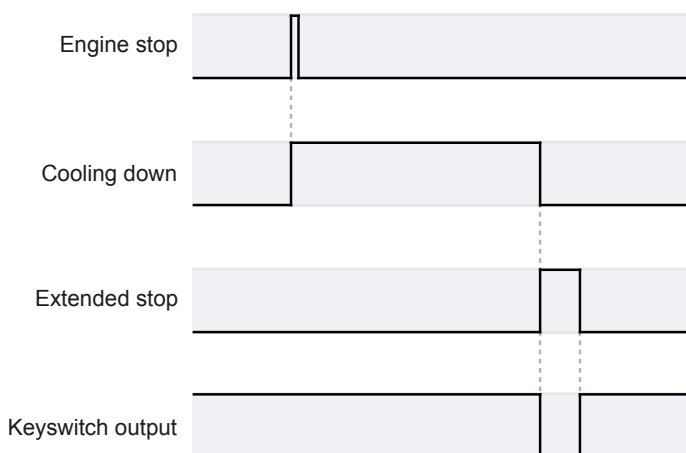 Engine stop
Cooling down
Extended stop
Keyswitch output